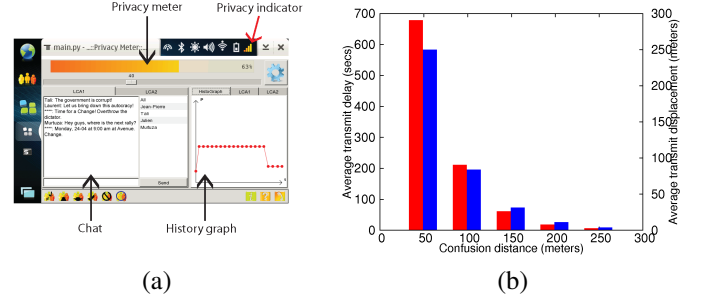 Privacy meter
Privacy indicator
main.py - ...::Privacy Meter::...
63%
40
LCA1
LCA2
HistoGraph
LCA1
LCA2
Tali: The government is corrupt!
Laurent: Let us bring down this autocracy!
****: Time for a Change! Overthrow the
dictator.
Murtuza: Hey guys, where is the next rally?
****: Monday, 24-04 at 9:00 am at Avenue,
Change.
All
Jean-Pierre
Tali
Julien
Murtuza
Send
Chat
History graph
(a)
Average transmit delay (secs)
700
600
500
400
300
200
100
0
0
50
100
150
200
250
300
Confusion distance (meters)
300
250
200
150
100
50
0
Average transmit displacement (meters)
(b)